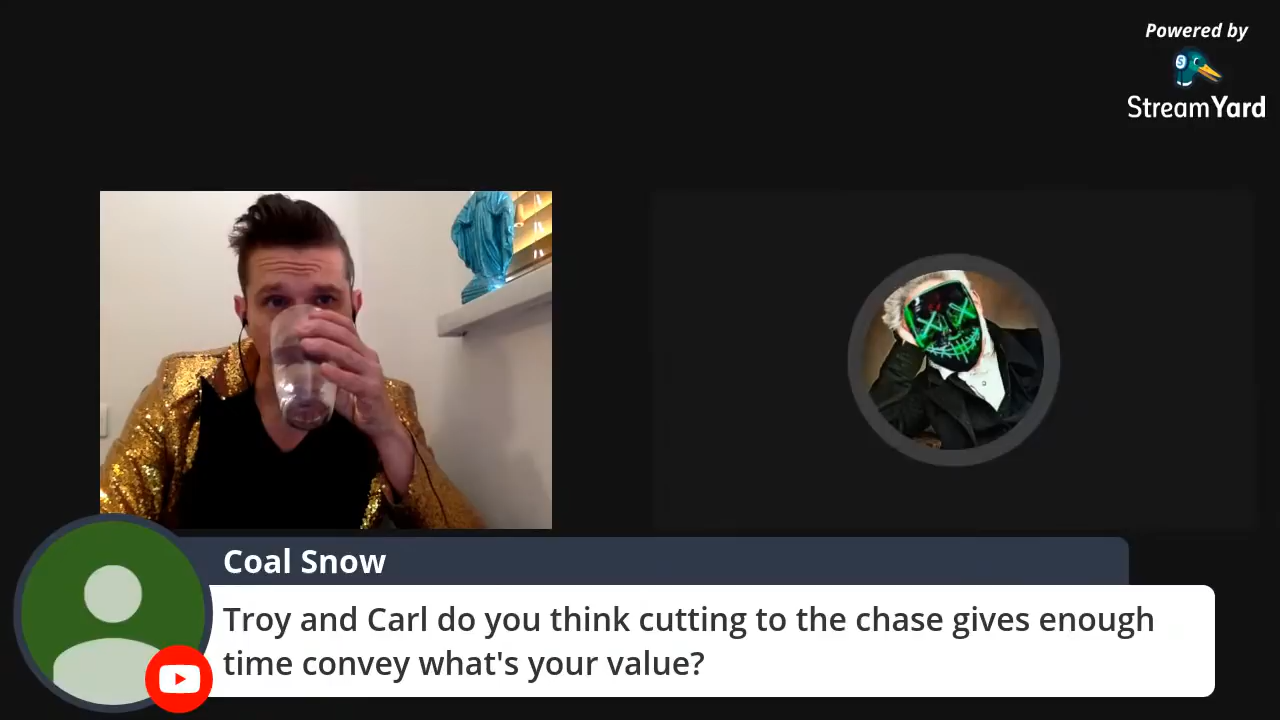 Powered by
S
StreamYard
Coal Snow
Troy and Carl do you think cutting to the chase gives enough
time convey what's your value?